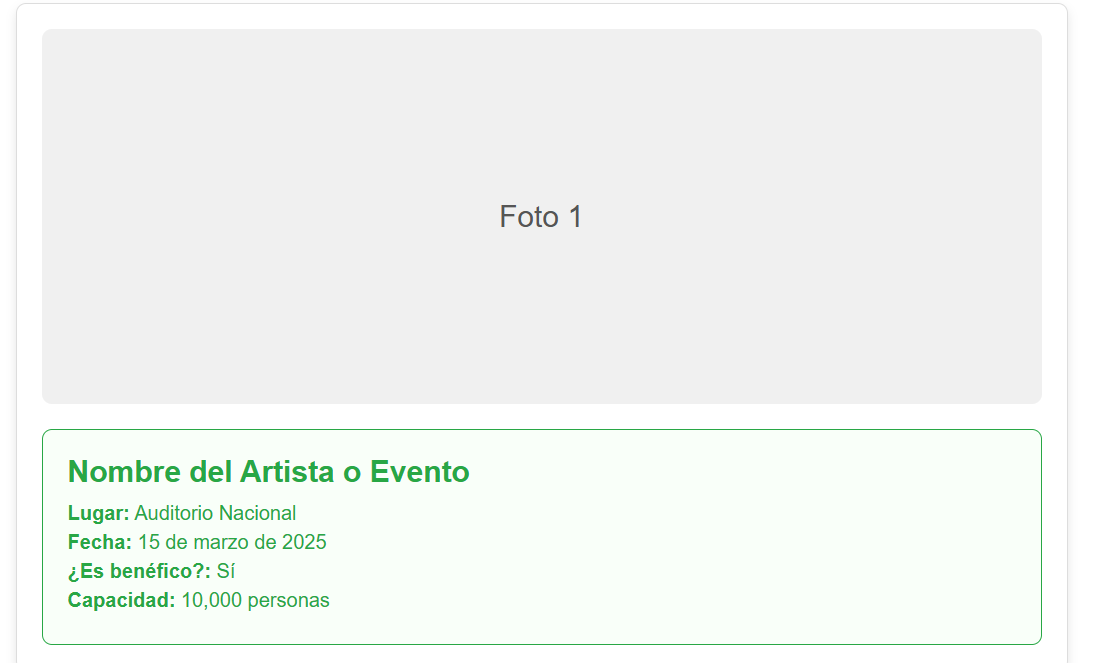 Foto 1
Nombre del Artista o Evento
Lugar: Auditorio Nacional
Fecha: 15 de marzo de 2025
¿Es benéfico?: Sí
Capacidad: 10,000 personas